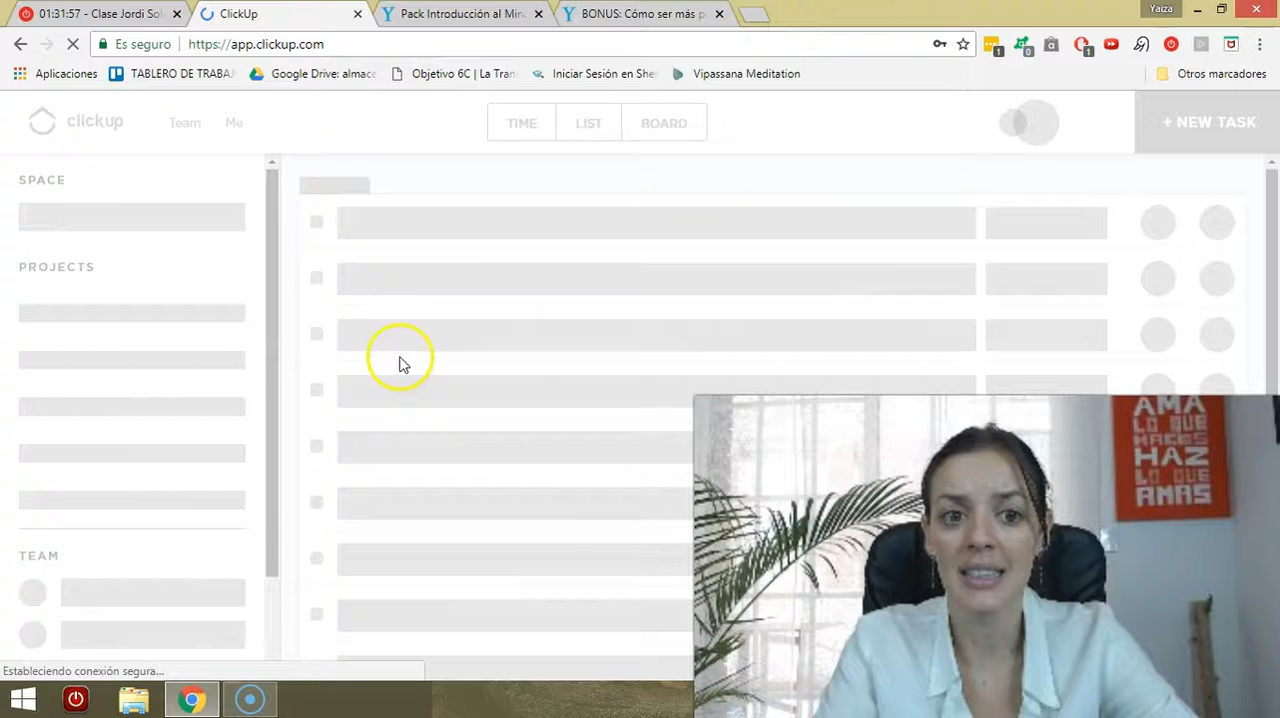 01:31:57 - Clase Jordi Sol
ClickUp
Pack Introducción al Min
BONUS: Cómo ser más p
Yaiza
Es seguro
https://app.clickup.com
1
0
1
Aplicaciones
TABLERO DE TRABAJ
Google Drive: almace
Objetivo 6C | La Tran
Iniciar Sesión en She
Vipassana Meditation
Otros marcadores
clickup
Team
Me
TIME
LIST
BOARD
+ NEW TASK
SPACE
PROJECTS
TEAM
AMA
LO QUE
HACES
HAZ
LO QUE
AMAS
Estableciendo conexión segura...